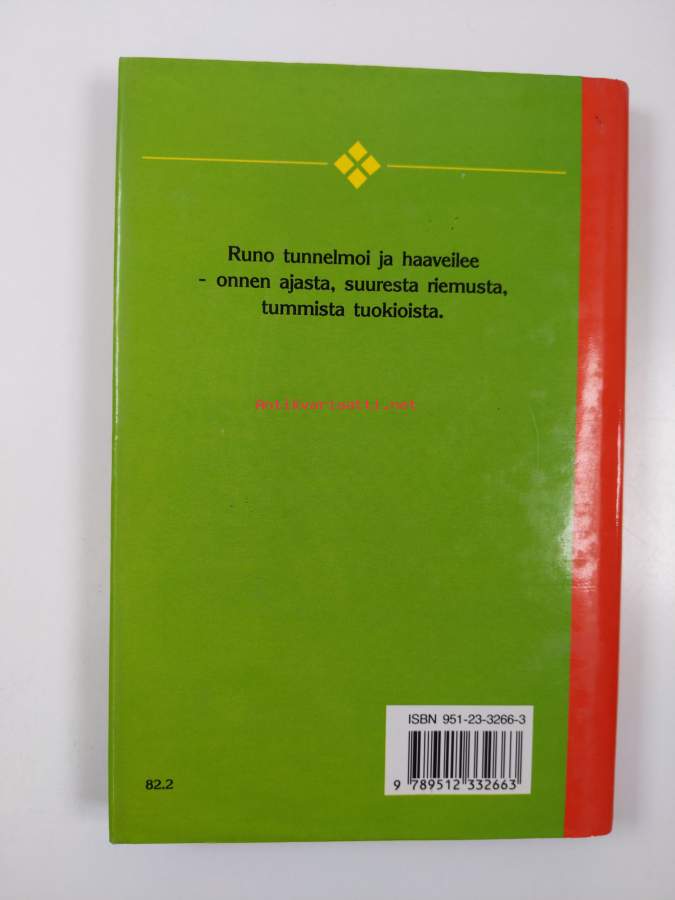 Runo tunnelmoi ja haaveilee
- onnen ajasta, suuresta riemusta,
tummista tuokioista.
Antikvariaatti.net
ISBN 951-23-3266-3
9 789512 332663
82.2